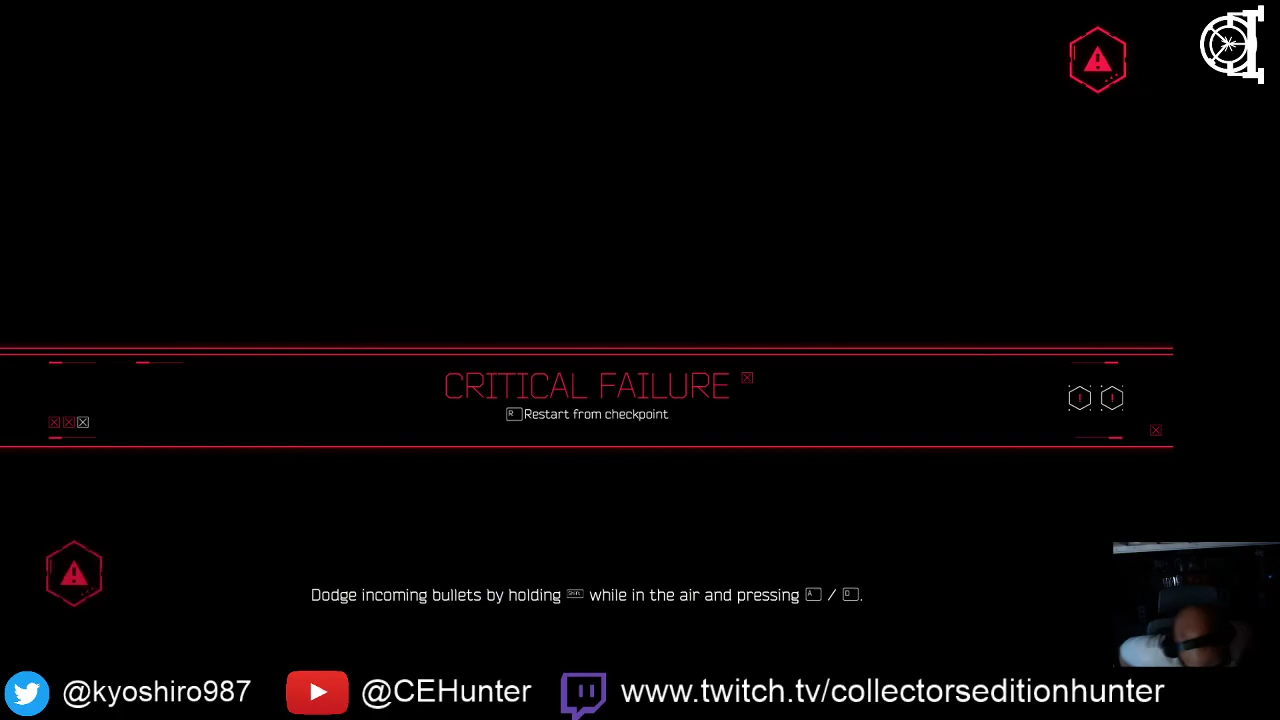 CRITICAL FAILURE
R Restart from checkpoint
Dodge incoming bullets by holding Shift while in the air and pressing A / D.
@kyoshiro987 @CEHunter www.twitch.tv/collectorseditionhunter